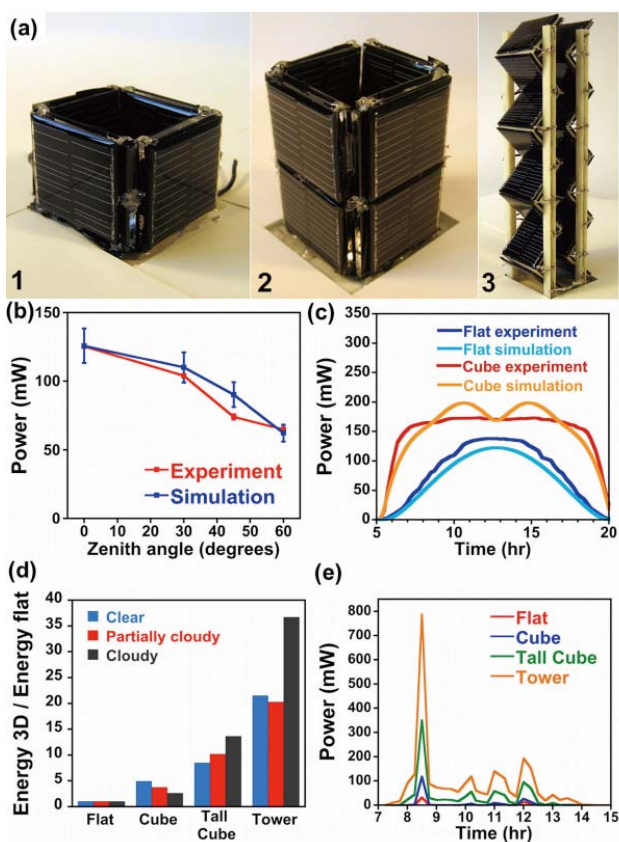 (a)
1
2
3
(b)
150
100
50
0
Power (mW)
0 10 20 30 40 50 60
Zenith angle (degrees)
Experiment
Simulation
(c)
350
300
250
200
150
100
50
0
Power (mW)
5 10 15 20
Time (hr)
Flat experiment
Flat simulation
Cube experiment
Cube simulation
(d)
40
35
30
25
20
15
10
5
0
Energy 3D / Energy flat
Clear
Partially cloudy
Cloudy
Flat Cube Tall Tower
Cube
(e)
800
700
600
500
400
300
200
100
0
Power (mW)
7 8 9 10 11 12 13 14 15
Time (hr)
Flat
Cube
Tall Cube
Tower